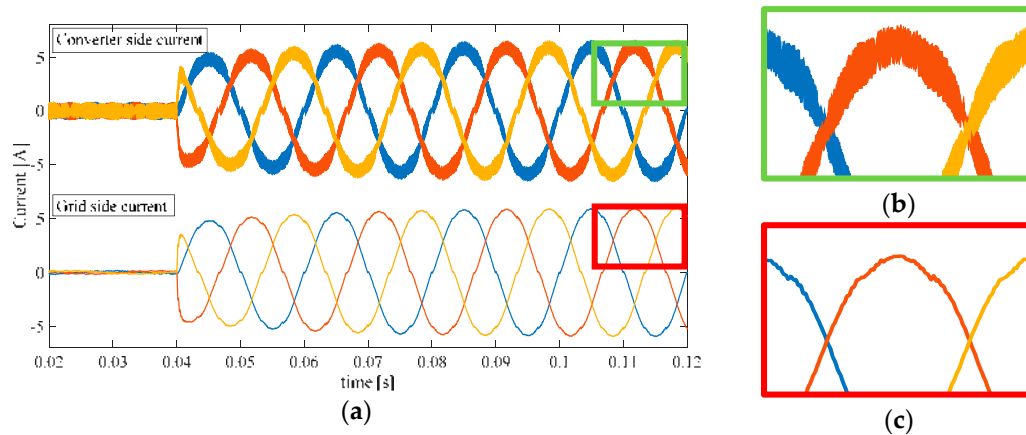 Converter side current
5
0
-5
Current [A]
Grid side current
5
0
-5
0.02 0.03 0.04 0.05 0.06 0.07 0.08 0.09 0.1 0.11 0.12
time [s]
(a)
(b)
(c)